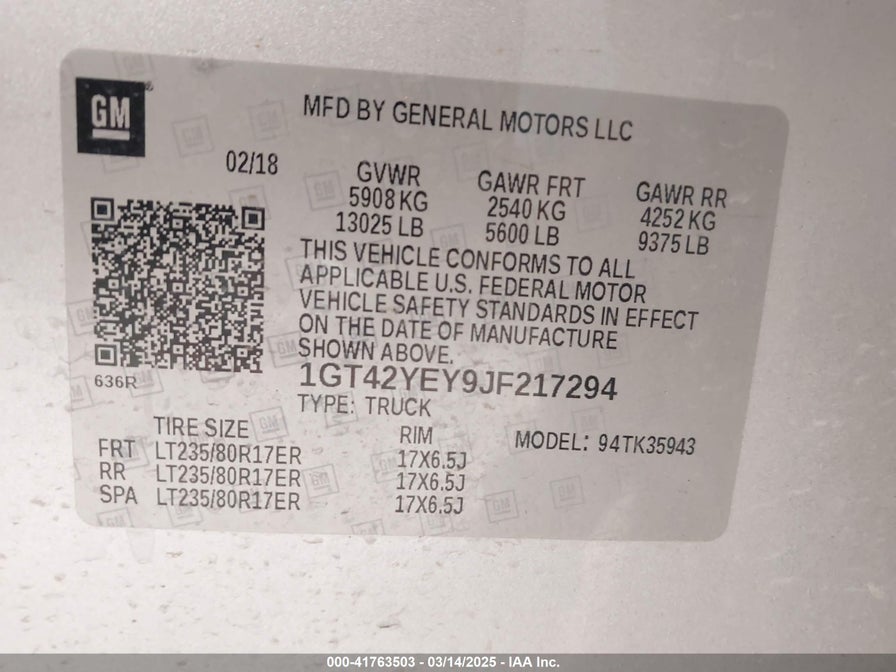 GM
MFD BY GENERAL MOTORS LLC
02/18
GVWR GAWR FRT GAWR RR
5908 KG 2540 KG 4252 KG
13025 LB 5600 LB 9375 LB
THIS VEHICLE CONFORMS TO ALL
APPLICABLE U.S. FEDERAL MOTOR
VEHICLE SAFETY STANDARDS IN EFFECT
ON THE DATE OF MANUFACTURE
SHOWN ABOVE.
636R
1GT42YEY9JF217294
TYPE: TRUCK
TIRE SIZE RIM MODEL: 94TK35943
FRT LT235/80R17ER 17X6.5J
RR LT235/80R17ER 17X6.5J
SPA LT235/80R17ER 17X6.5J
000-41763503 - 03/14/2025 - IAA Inc.